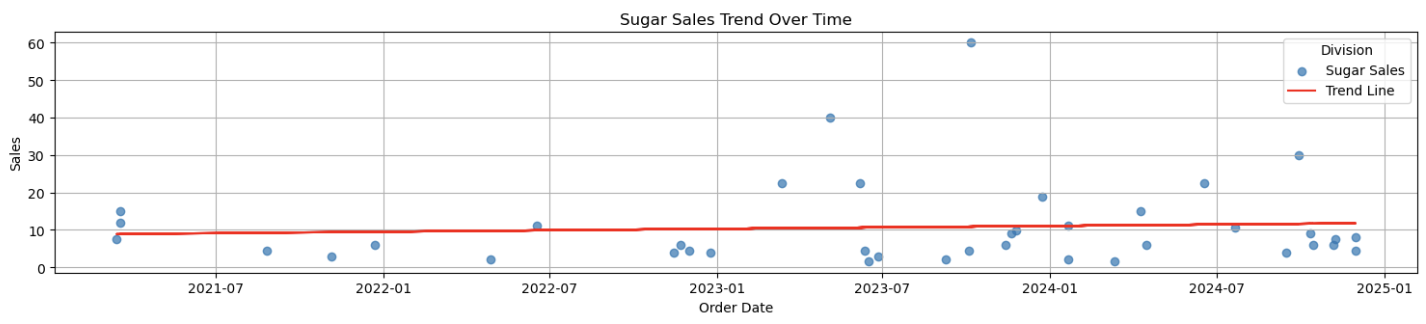 Sugar Sales Trend Over Time
Division
Sugar Sales
Trend Line
Sales
60
50
40
30
20
10
0
2021-07 2022-01 2022-07 2023-01 2023-07 2024-01 2024-07 2025-01
Order Date